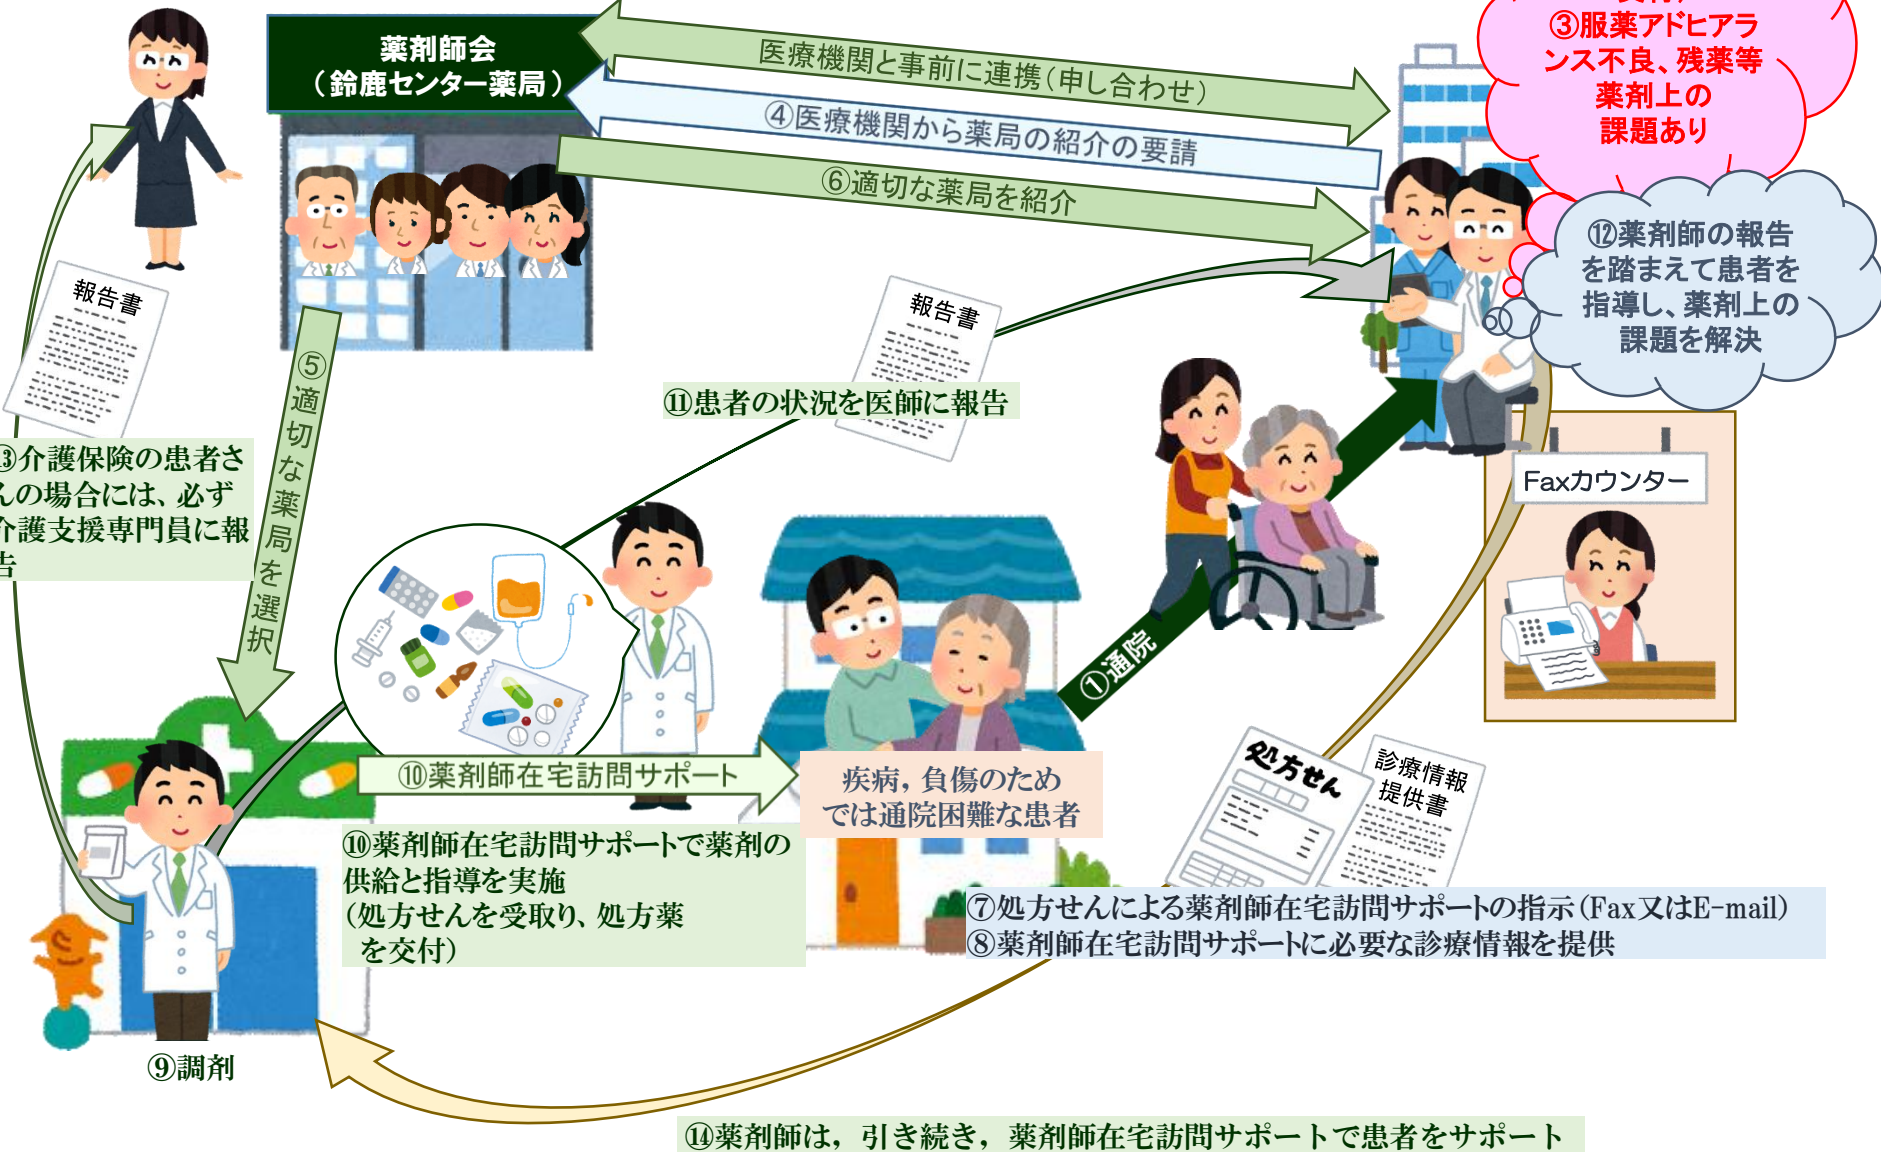 薬剤師会
（鈴鹿センター薬局）
医療機関と事前に連携（申し合わせ）
④医療機関から薬局の紹介の要請
⑥適切な薬局を紹介
③服薬アドヒアラ
ンス不良、残薬等
薬剤上の
課題あり
⑫薬剤師の報告
を踏まえて患者を
指導し、薬剤上の
課題を解決
報告書
報告書
⑤適切な薬局を選択
⑪患者の状況を医師に報告
⑬介護保険の患者さ
んの場合には、必ず
介護支援専門員に報
告
Faxカウンター
①通院
⑩薬剤師在宅訪問サポート
疾病，負傷のため
では通院困難な患者
処方せん
診療情報
提供書
⑩薬剤師在宅訪問サポートで薬剤の
供給と指導を実施
（処方せんを受取り、処方薬
を交付）
⑦処方せんによる薬剤師在宅訪問サポートの指示（Fax又はE-mail）
⑧薬剤師在宅訪問サポートに必要な診療情報を提供
⑨調剤
⑭薬剤師は，引き続き，薬剤師在宅訪問サポートで患者をサポート